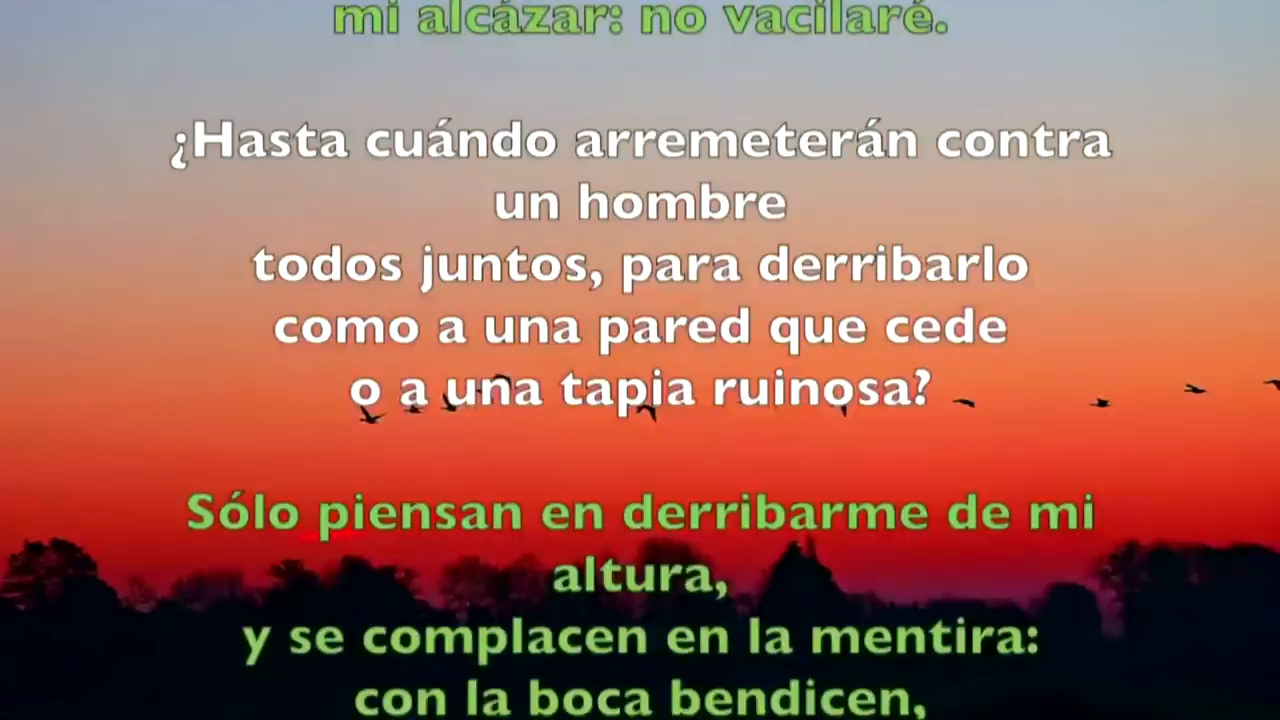 mi alcázar: no vacilaré.
¿Hasta cuándo arremeterán contra
un hombre
todos juntos, para derribarlo
como a una pared que cede
o a una tapia ruinosa?
Sólo piensan en derribarme de mi
altura,
y se complacen en la mentira:
con la boca bendicen,